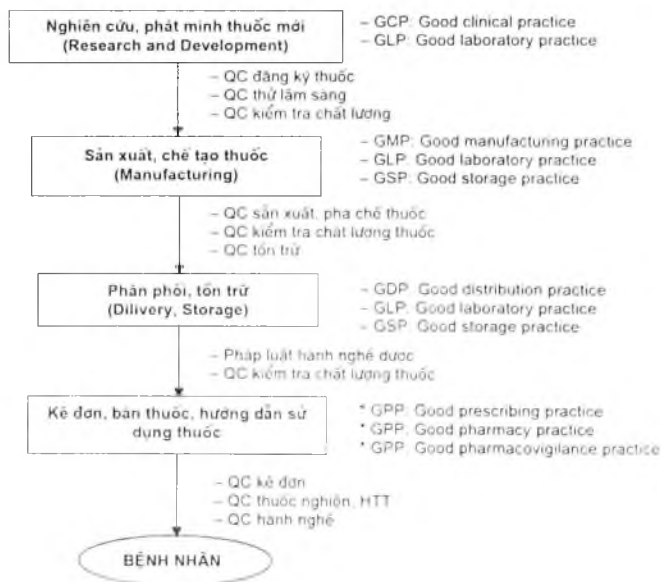 Nghiên cứu, phát minh thuốc mới
(Research and Development)
– GCP: Good clinical practice
– GLP: Good laboratory practice
– QC đăng ký thuốc
– QC thử lâm sàng
– QC kiểm tra chất lượng
Sản xuất, chế tạo thuốc
(Manufacturing)
– GMP: Good manufacturing practice
– GLP: Good laboratory practice
– GSP: Good storage practice
– QC sản xuất, pha chế thuốc
– QC kiểm tra chất lượng thuốc
– QC tồn trữ
Phân phối, tồn trữ
(Dilivery, Storage)
– GDP: Good distribution practice
– GLP: Good laboratory practice
– GSP: Good storage practice
– Pháp luật hành nghề dược
– QC kiểm tra chất lượng thuốc
Kê đơn, bán thuốc, hướng dẫn sử
dụng thuốc
* GPP: Good prescribing practice
* GPP: Good pharmacy practice
* GPP: Good pharmacovigilance practice
– QC kê đơn
– QC thuốc nghiện, HTT
– QC hành nghề
BỆNH NHÂN